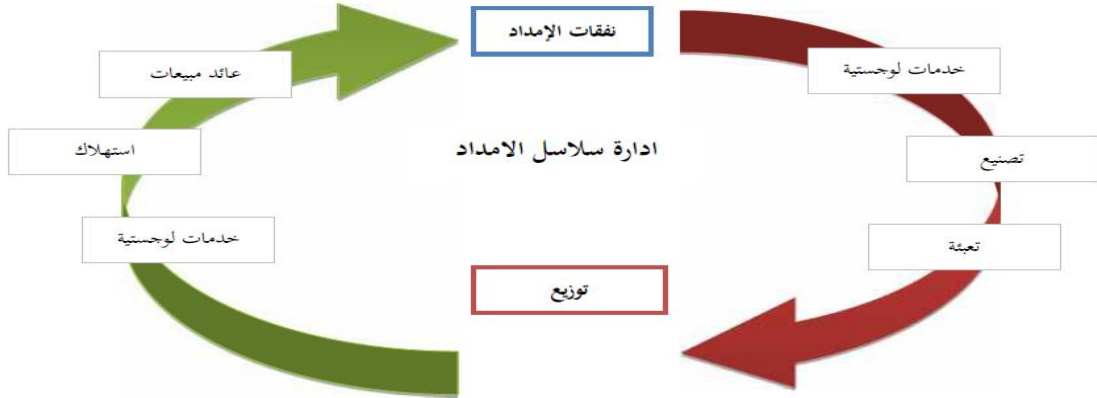 نفقات الإمداد
خدمات لوجستية
عائد مبيعات
ادارة سلاسل الامداد
تصنيع
استهلاك
خدمات لوجستية
تعبئة
توزيع